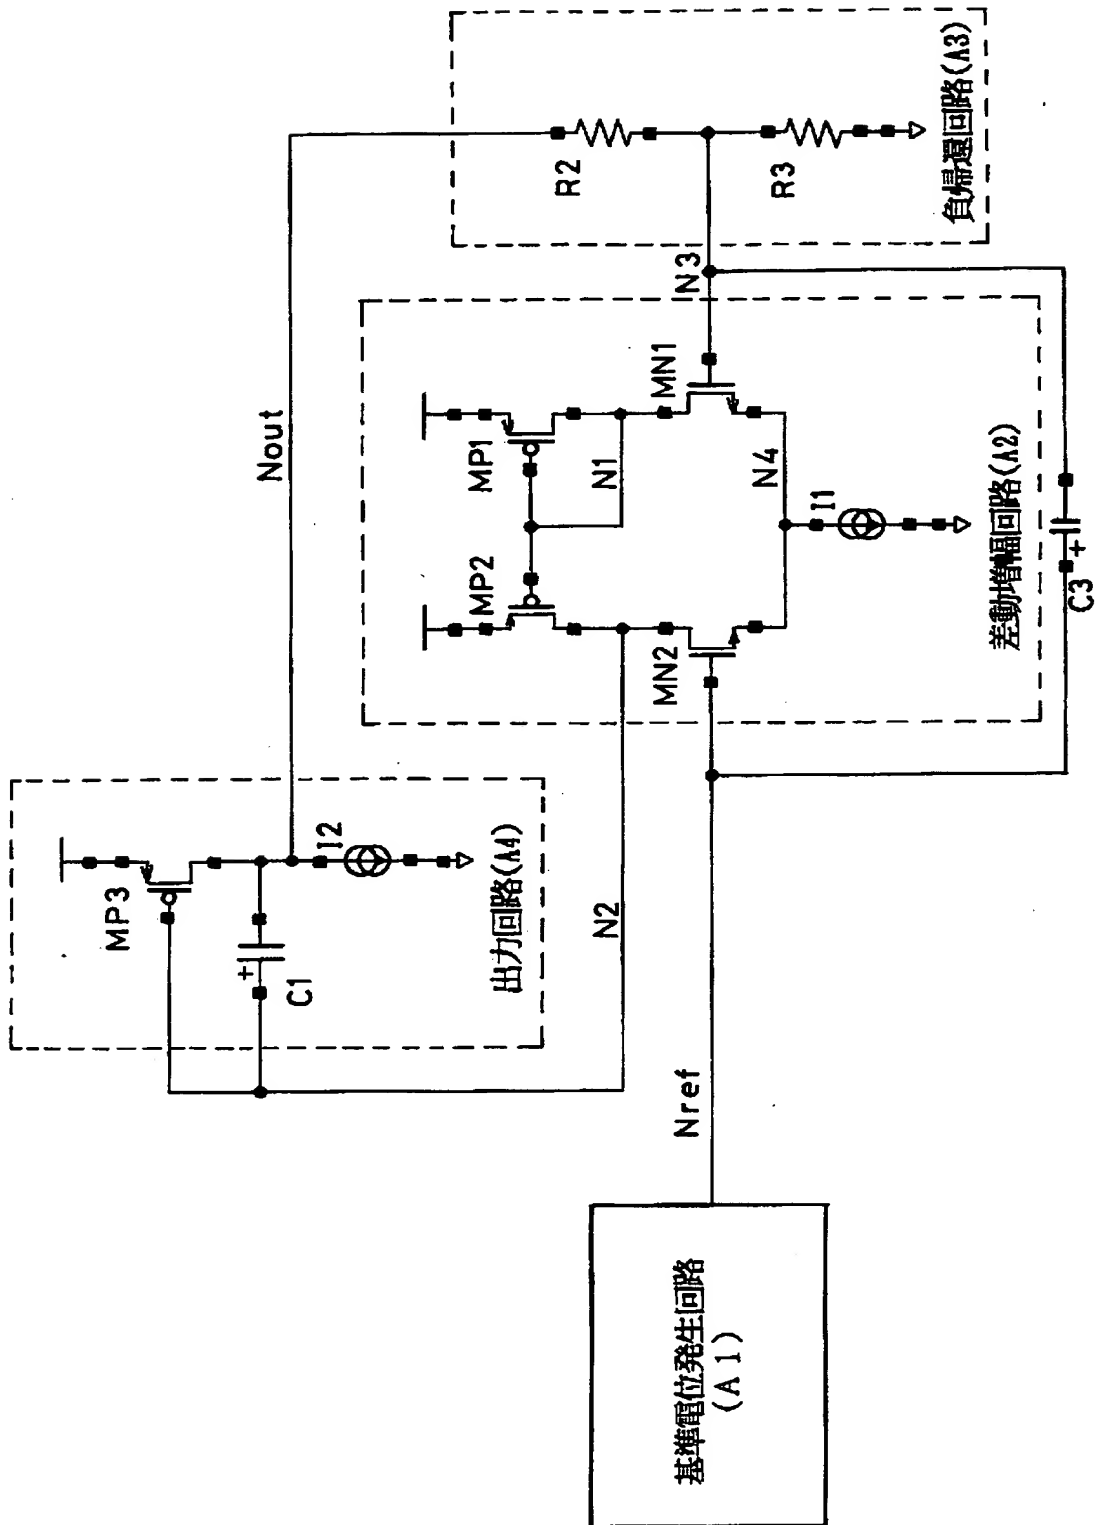 基準電位発生回路
(A1)
Nref
N2
MP3
C1
+
I2
出力回路(A4)
Nout
MP2
MP1
N1
MN2
MN1
N4
I1
差動増幅回路(A2)
N3
C3
+
R2
R3
負帰還回路(A3)